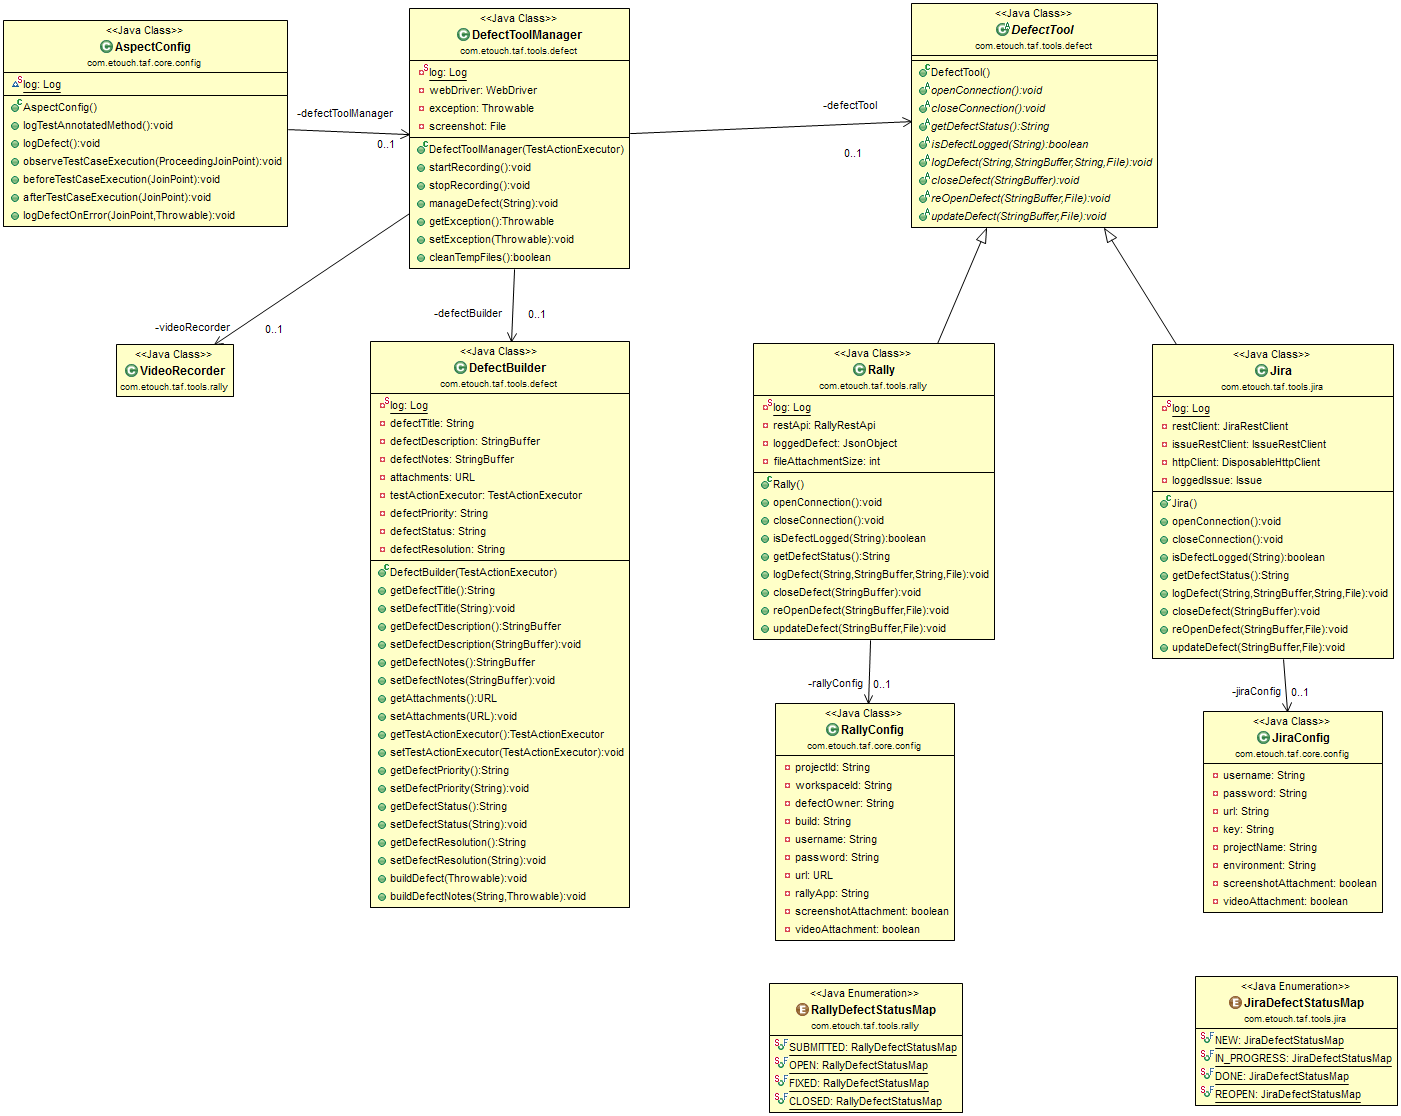 <<Java Class>>
AspectConfig
com.etouch.taf.core.config
log: Log
AspectConfig()
logTestAnnotatedMethod():void
logDefect():void
observeTestCaseExecution(ProceedingJoinPoint):void
beforeTestCaseExecution(JoinPoint):void
afterTestCaseExecution(JoinPoint):void
logDefectOnError(JoinPoint,Throwable):void
-defectToolManager
0..1
<<Java Class>>
DefectToolManager
com.etouch.taf.tools.defect
log: Log
webDriver: WebDriver
exception: Throwable
screenshot: File
DefectToolManager(TestActionExecutor)
startRecording():void
stopRecording():void
manageDefect(String):void
getException():Throwable
setException(Throwable):void
cleanTempFiles():boolean
-defectTool
0..1
<<Java Class>>
DefectTool
com.etouch.taf.tools.defect
DefectTool()
openConnection():void
closeConnection():void
getDefectStatus():String
isDefectLogged(String):boolean
logDefect(String,StringBuffer,String,File):void
closeDefect(StringBuffer):void
reOpenDefect(StringBuffer,File):void
updateDefect(StringBuffer,File):void
-videoRecorder
0..1
-defectBuilder
0..1
<<Java Class>>
VideoRecorder
com.etouch.taf.tools.rally
<<Java Class>>
DefectBuilder
com.etouch.taf.tools.defect
log: Log
defectTitle: String
defectDescription: StringBuffer
defectNotes: StringBuffer
attachments: URL
testActionExecutor: TestActionExecutor
defectPriority: String
defectStatus: String
defectResolution: String
DefectBuilder(TestActionExecutor)
getDefectTitle():String
setDefectTitle(String):void
getDefectDescription():StringBuffer
setDefectDescription(StringBuffer):void
getDefectNotes():StringBuffer
setDefectNotes(StringBuffer):void
getAttachments():URL
setAttachments(URL):void
getTestActionExecutor():TestActionExecutor
setTestActionExecutor(TestActionExecutor):void
getDefectPriority():String
setDefectPriority(String):void
getDefectStatus():String
setDefectStatus(String):void
getDefectResolution():String
setDefectResolution(String):void
buildDefect(Throwable):void
buildDefectNotes(String,Throwable):void
<<Java Class>>
Rally
com.etouch.taf.tools.rally
log: Log
restApi: RallyRestApi
loggedDefect: JsonObject
fileAttachmentSize: int
Rally()
openConnection():void
closeConnection():void
isDefectLogged(String):boolean
getDefectStatus():String
logDefect(String,StringBuffer,String,File):void
closeDefect(StringBuffer):void
reOpenDefect(StringBuffer,File):void
updateDefect(StringBuffer,File):void
-rallyConfig
0..1
<<Java Class>>
RallyConfig
com.etouch.taf.core.config
projectId: String
workspaceId: String
defectOwner: String
build: String
username: String
password: String
url: URL
rallyApp: String
screenshotAttachment: boolean
videoAttachment: boolean
<<Java Enumeration>>
RallyDefectStatusMap
com.etouch.taf.tools.rally
SUBMITTED: RallyDefectStatusMap
OPEN: RallyDefectStatusMap
FIXED: RallyDefectStatusMap
CLOSED: RallyDefectStatusMap
<<Java Class>>
Jira
com.etouch.taf.tools.jira
log: Log
restClient: JiraRestClient
issueRestClient: IssueRestClient
httpClient: DisposableHttpClient
loggedIssue: Issue
Jira()
openConnection():void
closeConnection():void
isDefectLogged(String):boolean
getDefectStatus():String
logDefect(String,StringBuffer,String,File):void
closeDefect(StringBuffer):void
reOpenDefect(StringBuffer,File):void
updateDefect(StringBuffer,File):void
-jiraConfig
0..1
<<Java Class>>
JiraConfig
com.etouch.taf.core.config
username: String
password: String
url: String
key: String
projectName: String
environment: String
screenshotAttachment: boolean
videoAttachment: boolean
<<Java Enumeration>>
JiraDefectStatusMap
com.etouch.taf.tools.jira
NEW: JiraDefectStatusMap
IN_PROGRESS: JiraDefectStatusMap
DONE: JiraDefectStatusMap
REOPEN: JiraDefectStatusMap